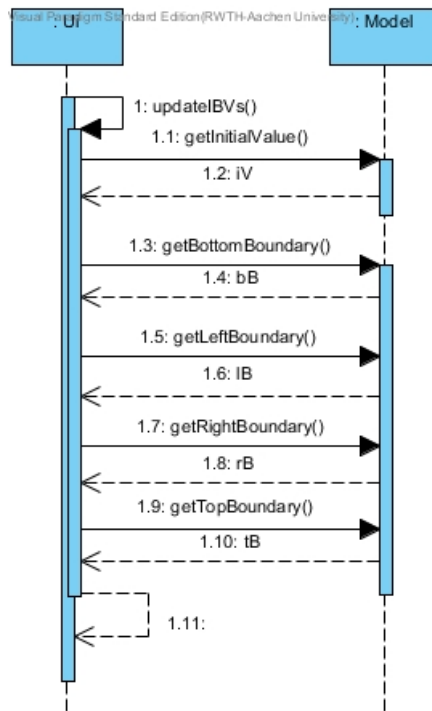 Visual Paradigm Standard Edition(RWTH-Aachen University)
: UI
: Model
1: updateIBVs()
1.1: getInitialValue()
1.2: iV
1.3: getBottomBoundary()
1.4: bB
1.5: getLeftBoundary()
1.6: lB
1.7: getRightBoundary()
1.8: rB
1.9: getTopBoundary()
1.10: tB
1.11: